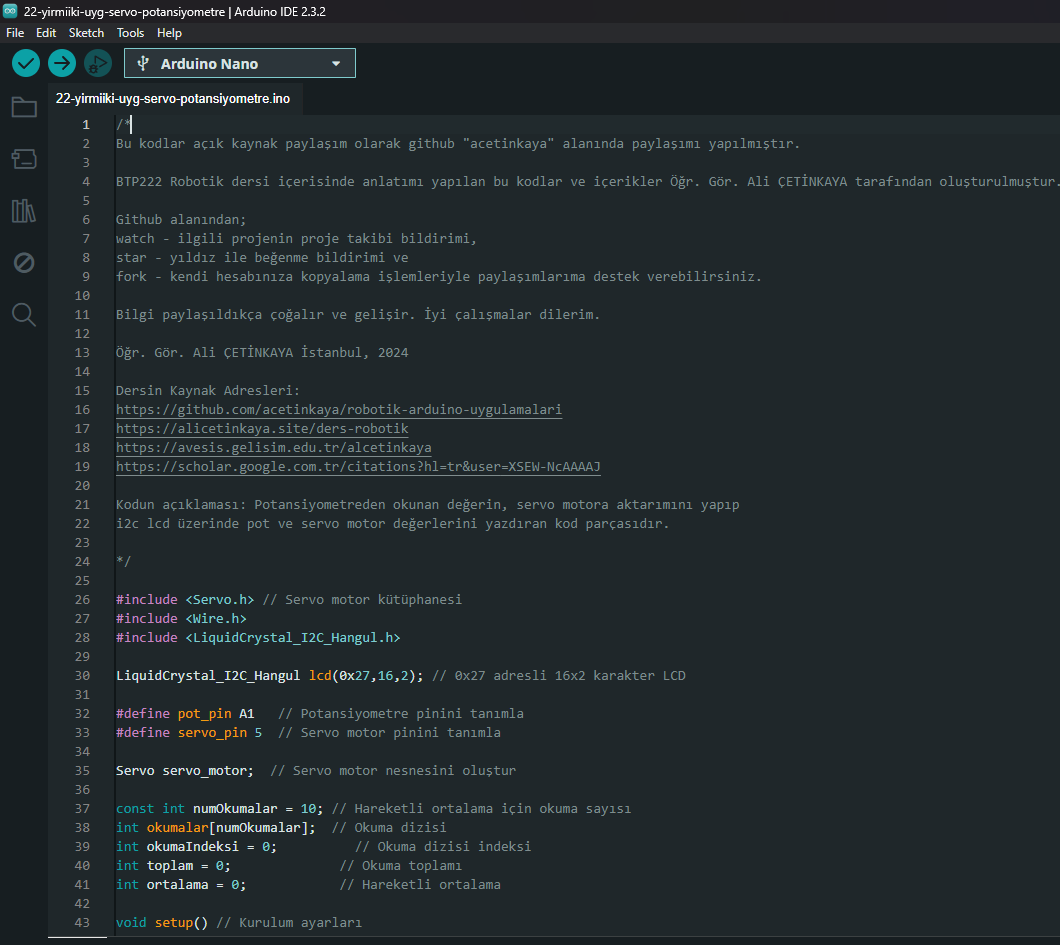 22-yirmiiki-uyg-servo-potansiyometre | Arduino IDE 2.3.2
File Edit Sketch Tools Help
Arduino Nano
22-yirmiiki-uyg-servo-potansiyometre.ino
1 /*
2 Bu kodlar açık kaynak paylaşım olarak github "acetinkaya" alanında paylaşımı yapılmıştır.
3
4 BTP222 Robotik dersi içerisinde anlatımı yapılan bu kodlar ve içerikler Öğr. Gör. Ali ÇETİNKAYA tarafından oluşturulmuştur.
5
6 Github alanından;
7 watch - ilgili projenin proje takibi bildirimi,
8 star - yıldız ile beğenme bildirimi ve
9 fork - kendi hesabınıza kopyalama işlemleriyle paylaşımlarıma destek verebilirsiniz.
10
11 Bilgi paylaşıldıkça çoğalır ve gelişir. İyi çalışmalar dilerim.
12
13 Öğr. Gör. Ali ÇETİNKAYA İstanbul, 2024
14
15 Dersin Kaynak Adresleri:
16 https://github.com/acetinkaya/robotik-arduino-uygulamalari
17 https://alicetinkaya.site/ders-robotik
18 https://avesis.gelisim.edu.tr/alcetinkaya
19 https://scholar.google.com.tr/citations?hl=tr&user=XSEW-NcAAAAJ
20
21 Kodun açıklaması: Potansiyometreden okunan değerin, servo motora aktarımını yapıp
22 i2c lcd üzerinde pot ve servo motor değerlerini yazdıran kod parçasıdır.
23
24 */
25
26 #include <Servo.h> // Servo motor kütüphanesi
27 #include <Wire.h>
28 #include <LiquidCrystal_I2C_Hangul.h>
29
30 LiquidCrystal_I2C_Hangul lcd(0x27,16,2); // 0x27 adresli 16x2 karakter LCD
31
32 #define pot_pin A1 // Potansiyometre pinini tanımla
33 #define servo_pin 5 // Servo motor pinini tanımla
34
35 Servo servo_motor; // Servo motor nesnesini oluştur
36
37 const int numOkumalar = 10; // Hareketli ortalama için okuma sayısı
38 int okumalar[numOkumalar]; // Okuma dizisi
39 int okumaIndeksi = 0; // Okuma dizisi indeksi
40 int toplam = 0; // Okuma toplamı
41 int ortalama = 0; // Hareketli ortalama
42
43 void setup() // Kurulum ayarları